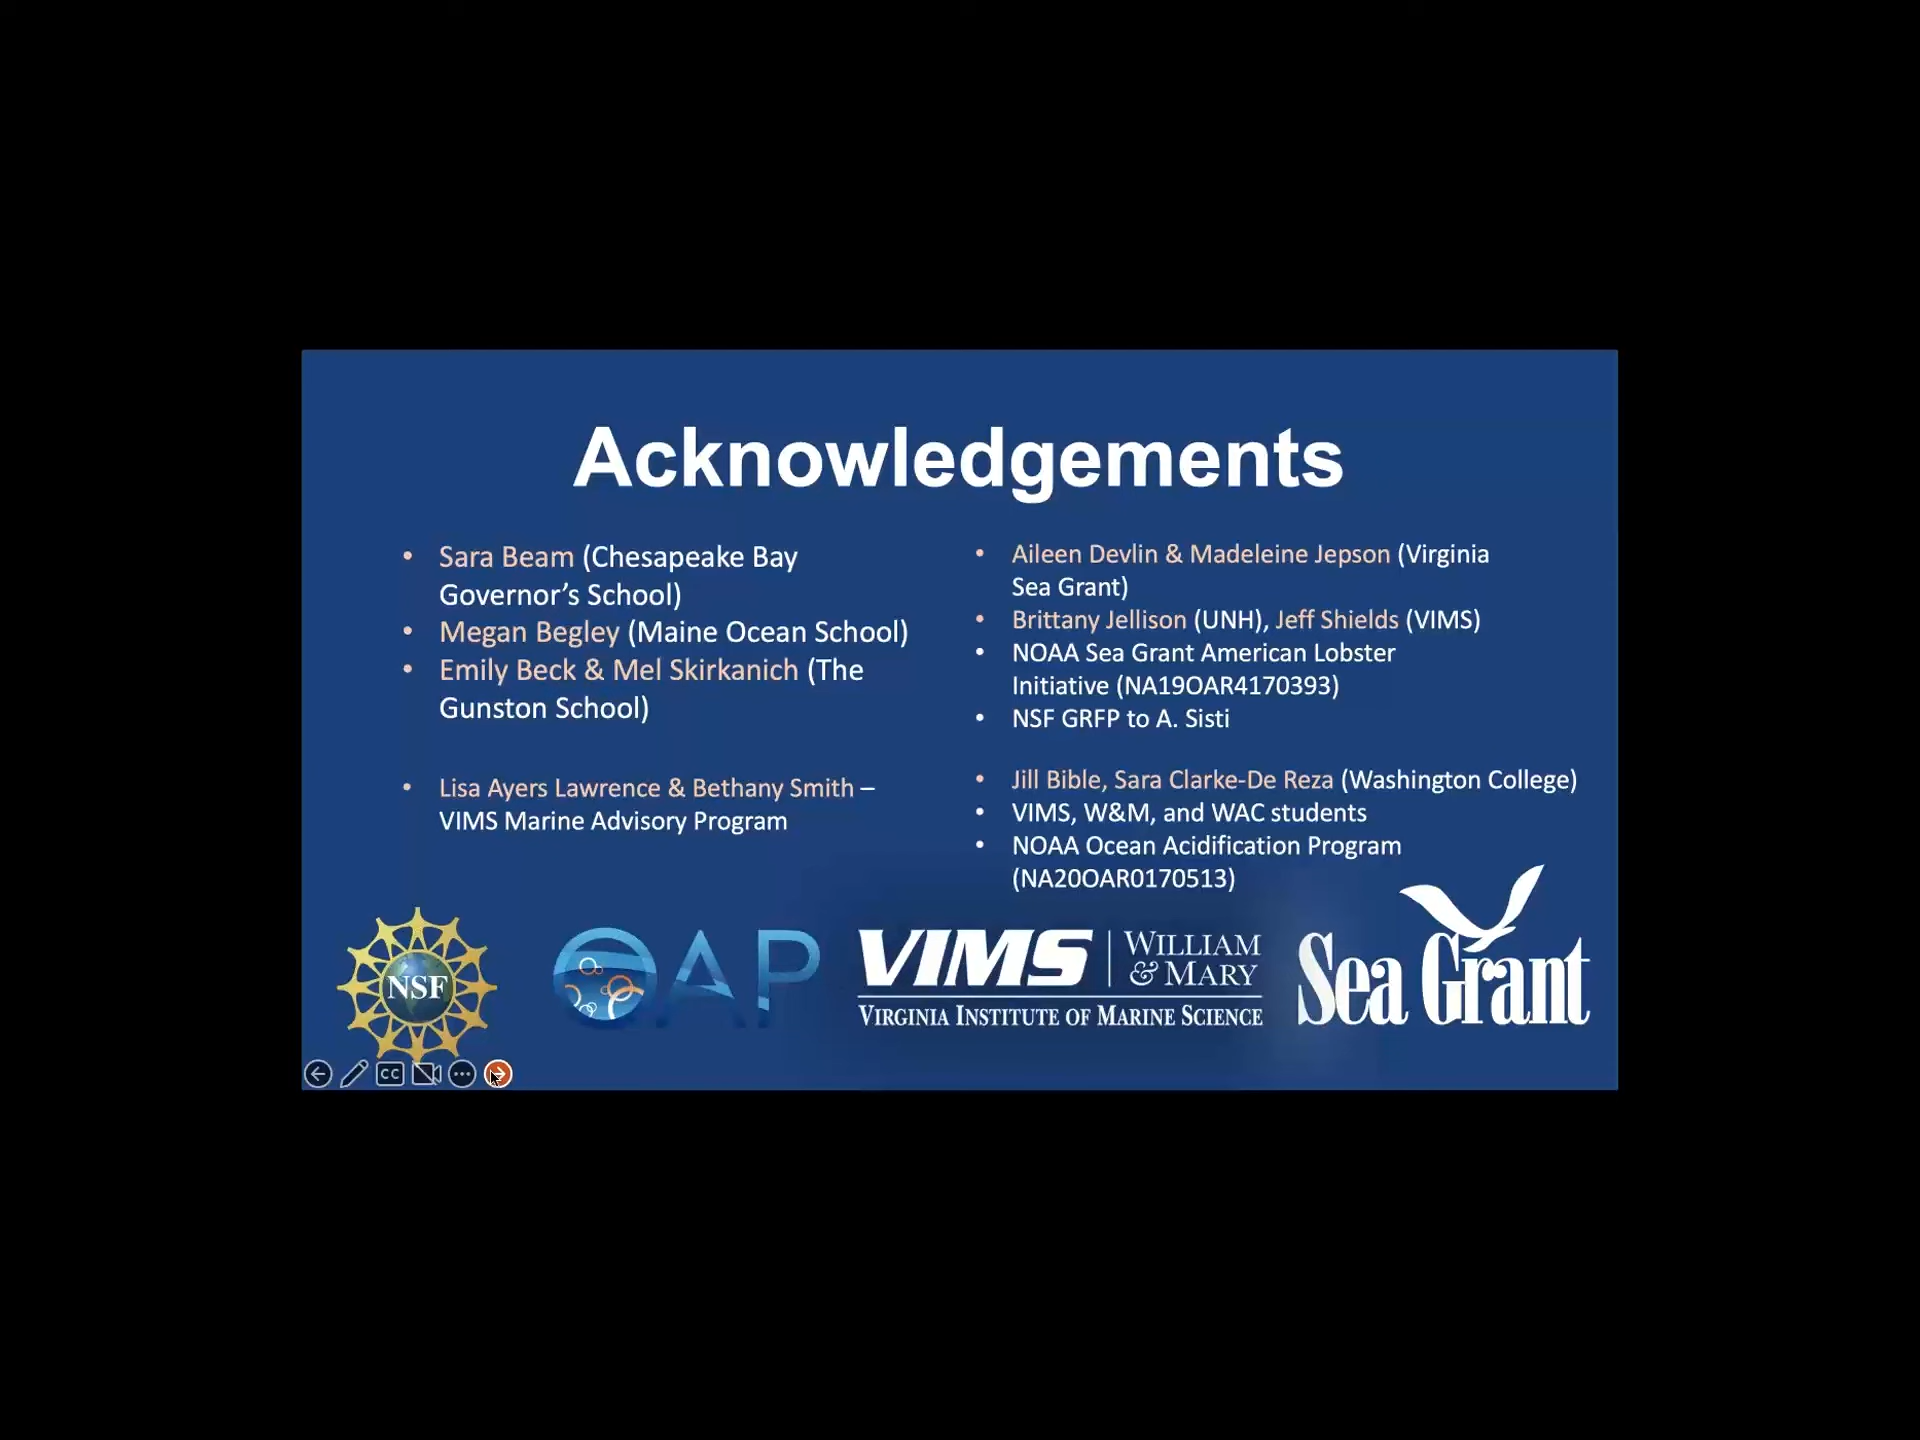 Acknowledgements
• Sara Beam (Chesapeake Bay
Governor’s School)
• Megan Begley (Maine Ocean School)
• Emily Beck & Mel Skirkanich (The
Gunston School)
• Lisa Ayers Lawrence & Bethany Smith –
VIMS Marine Advisory Program
• Aileen Devlin & Madeleine Jepson (Virginia
Sea Grant)
• Brittany Jellison (UNH), Jeff Shields (VIMS)
• NOAA Sea Grant American Lobster
Initiative (NA19OAR4170393)
• NSF GRFP to A. Sisti
• Jill Bible, Sara Clarke-De Reza (Washington College)
• VIMS, W&M, and WAC students
• NOAA Ocean Acidification Program
(NA20OAR0170513)
NSF
OAP
VIMS
WILLIAM
& MARY
VIRGINIA INSTITUTE OF MARINE SCIENCE
Sea Grant
CC